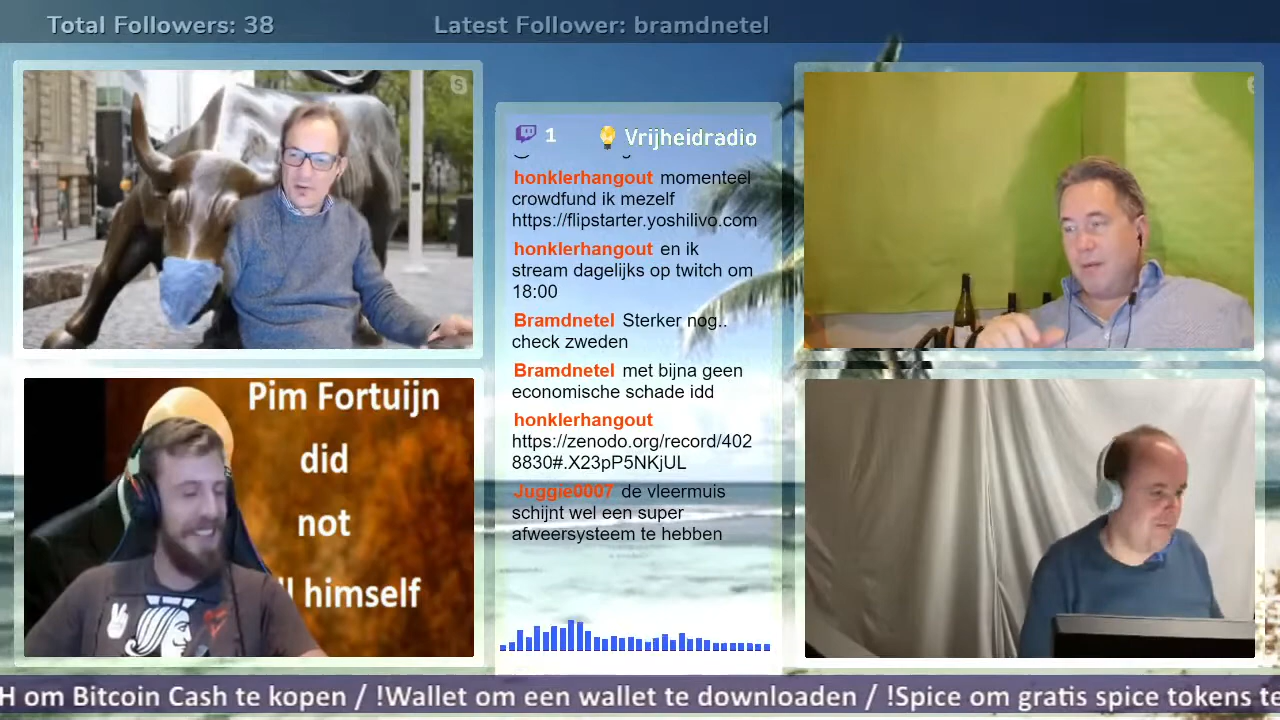 Total Followers: 38
Latest Follower: bramdnetel
1
Vrijheidradio
honklerhangout momenteel
crowdfund ik mezelf
https://flipstarter.yoshilivo.com
honklerhangout en ik
stream dagelijks op twitch om
18:00
Bramdnetel Sterker nog..
check zweden
Bramdnetel met bijna geen
economische schade idd
honklerhangout
https://zenodo.org/record/402
8830#.X23pP5NKjUL
Juggie0007 de vleermuis
schijnt wel een super
afweersysteem te hebben
Pim Fortuijn
did
not
himself
H om Bitcoin Cash te kopen / !Wallet om een wallet te downloaden / !Spice om gratis spice tokens te